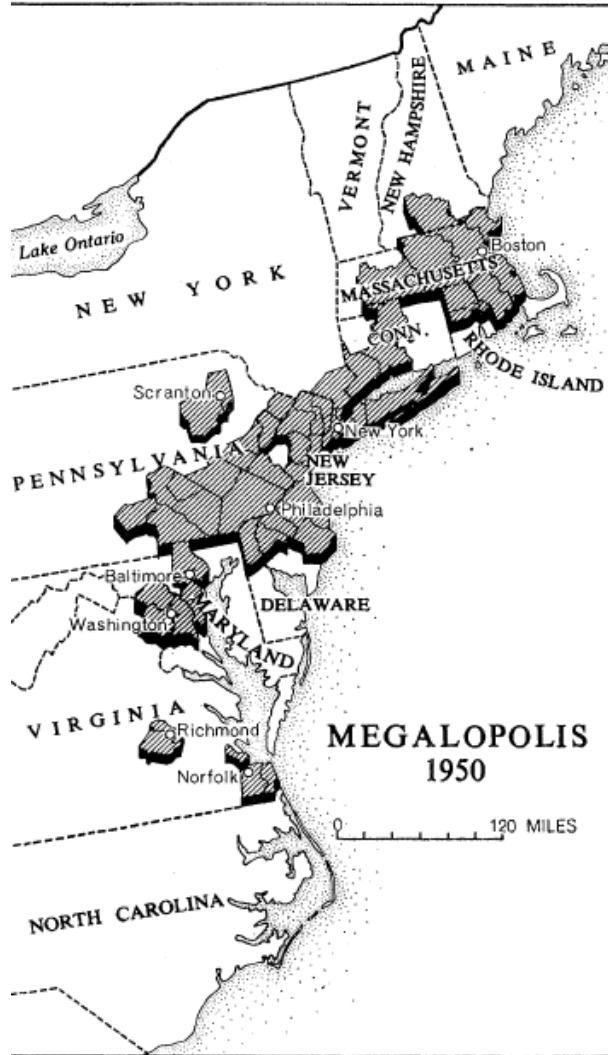 MAINE
NEW HAMPSHIRE
VERMONT
Lake Ontario
Boston
NEW YORK
MASSACHUSETTS
CONN.
RHODE ISLAND
Scranton
New York
PENNSYLVANIA
NEW
JERSEY
Philadelphia
Baltimore
DELAWARE
Washington
MARYLAND
VIRGINIA
Richmond
MEGALOPOLIS
1950
Norfolk
0 120 MILES
NORTH CAROLINA